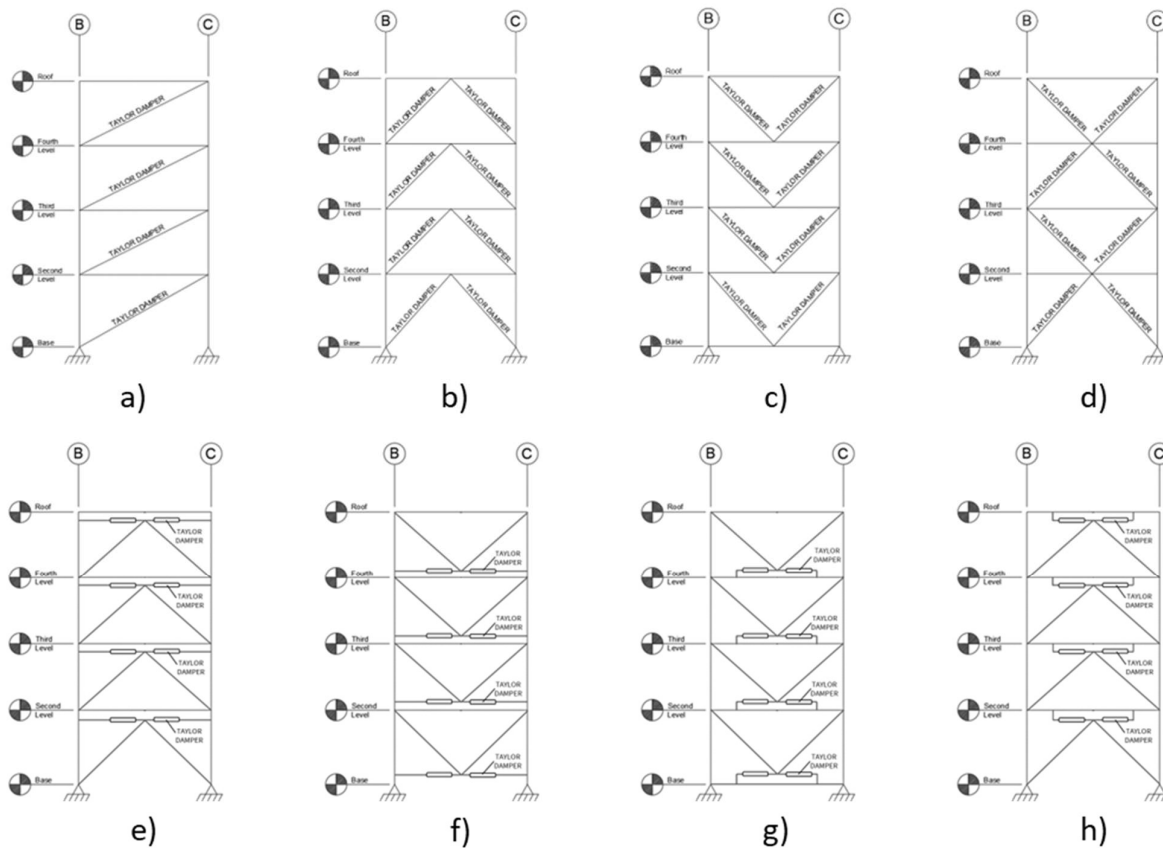 B C
Roof
TAYLOR DAMPER
Fourth
Level
TAYLOR DAMPER
Third
Level
TAYLOR DAMPER
Second
Level
TAYLOR DAMPER
Base
a)
B C
Roof
TAYLOR DAMPER TAYLOR DAMPER
Fourth
Level
TAYLOR DAMPER TAYLOR DAMPER
Third
Level
TAYLOR DAMPER TAYLOR DAMPER
Second
Level
TAYLOR DAMPER TAYLOR DAMPER
Base
b)
B C
Roof
TAYLOR DAMPER TAYLOR DAMPER
Fourth
Level
TAYLOR DAMPER TAYLOR DAMPER
Third
Level
TAYLOR DAMPER TAYLOR DAMPER
Second
Level
TAYLOR DAMPER TAYLOR DAMPER
Base
c)
B C
Roof
TAYLOR DAMPER TAYLOR DAMPER
Fourth
Level
TAYLOR DAMPER TAYLOR DAMPER
Third
Level
TAYLOR DAMPER TAYLOR DAMPER
Second
Level
TAYLOR DAMPER TAYLOR DAMPER
Base
d)
B C
Roof
TAYLOR
DAMPER
Fourth
Level
TAYLOR
DAMPER
Third
Level
TAYLOR
DAMPER
Second
Level
TAYLOR
DAMPER
Base
e)
B C
Roof
TAYLOR
DAMPER
Fourth
Level
TAYLOR
DAMPER
Third
Level
TAYLOR
DAMPER
Second
Level
TAYLOR
DAMPER
Base
f)
B C
Roof
TAYLOR
DAMPER
Fourth
Level
TAYLOR
DAMPER
Third
Level
TAYLOR
DAMPER
Second
Level
TAYLOR
DAMPER
Base
g)
B C
Roof
TAYLOR
DAMPER
Fourth
Level
TAYLOR
DAMPER
Third
Level
TAYLOR
DAMPER
Second
Level
TAYLOR
DAMPER
Base
h)